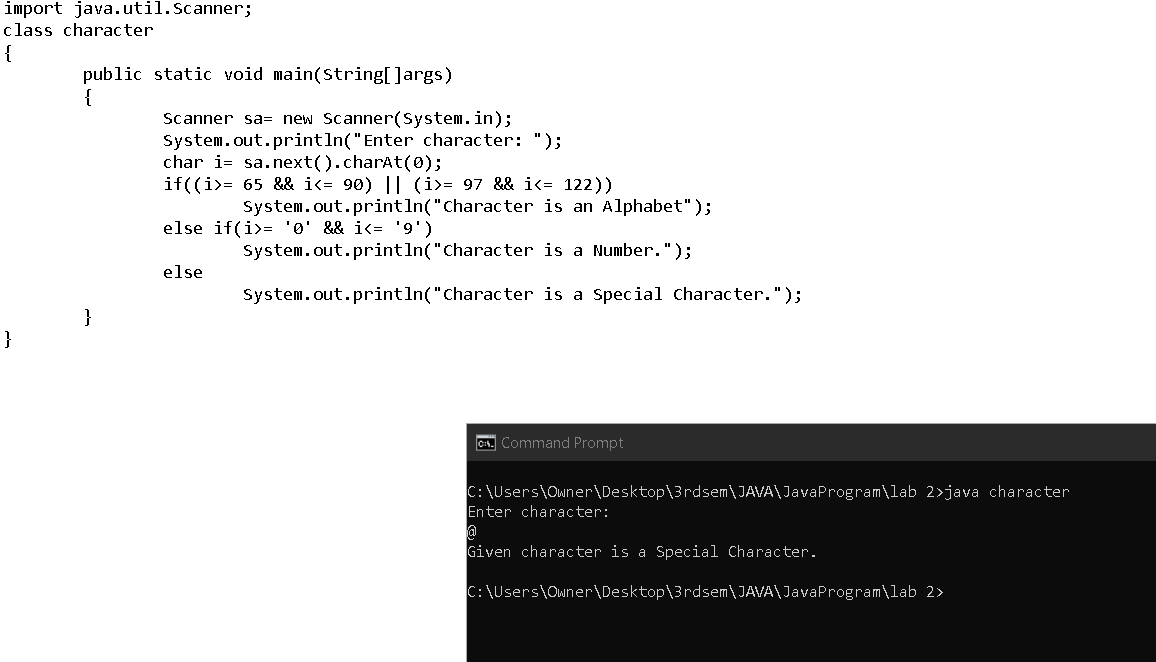 import java.util.Scanner;
class character
{
public static void main(String[]args)
{
Scanner sa= new Scanner(System.in);
System.out.println("Enter character: ");
char i= sa.next().charAt(0);
if((i>= 65 && i<= 90) || (i>= 97 && i<= 122))
System.out.println("Character is an Alphabet");
else if(i>= '0' && i<= '9')
System.out.println("Character is a Number.");
else
System.out.println("Character is a Special Character.");
}
}
Command Prompt
C:\Users\Owner\Desktop\3rdsem\JAVA\JavaProgram\lab 2>java character
Enter character:
@
Given character is a Special Character.
C:\Users\Owner\Desktop\3rdsem\JAVA\JavaProgram\lab 2>